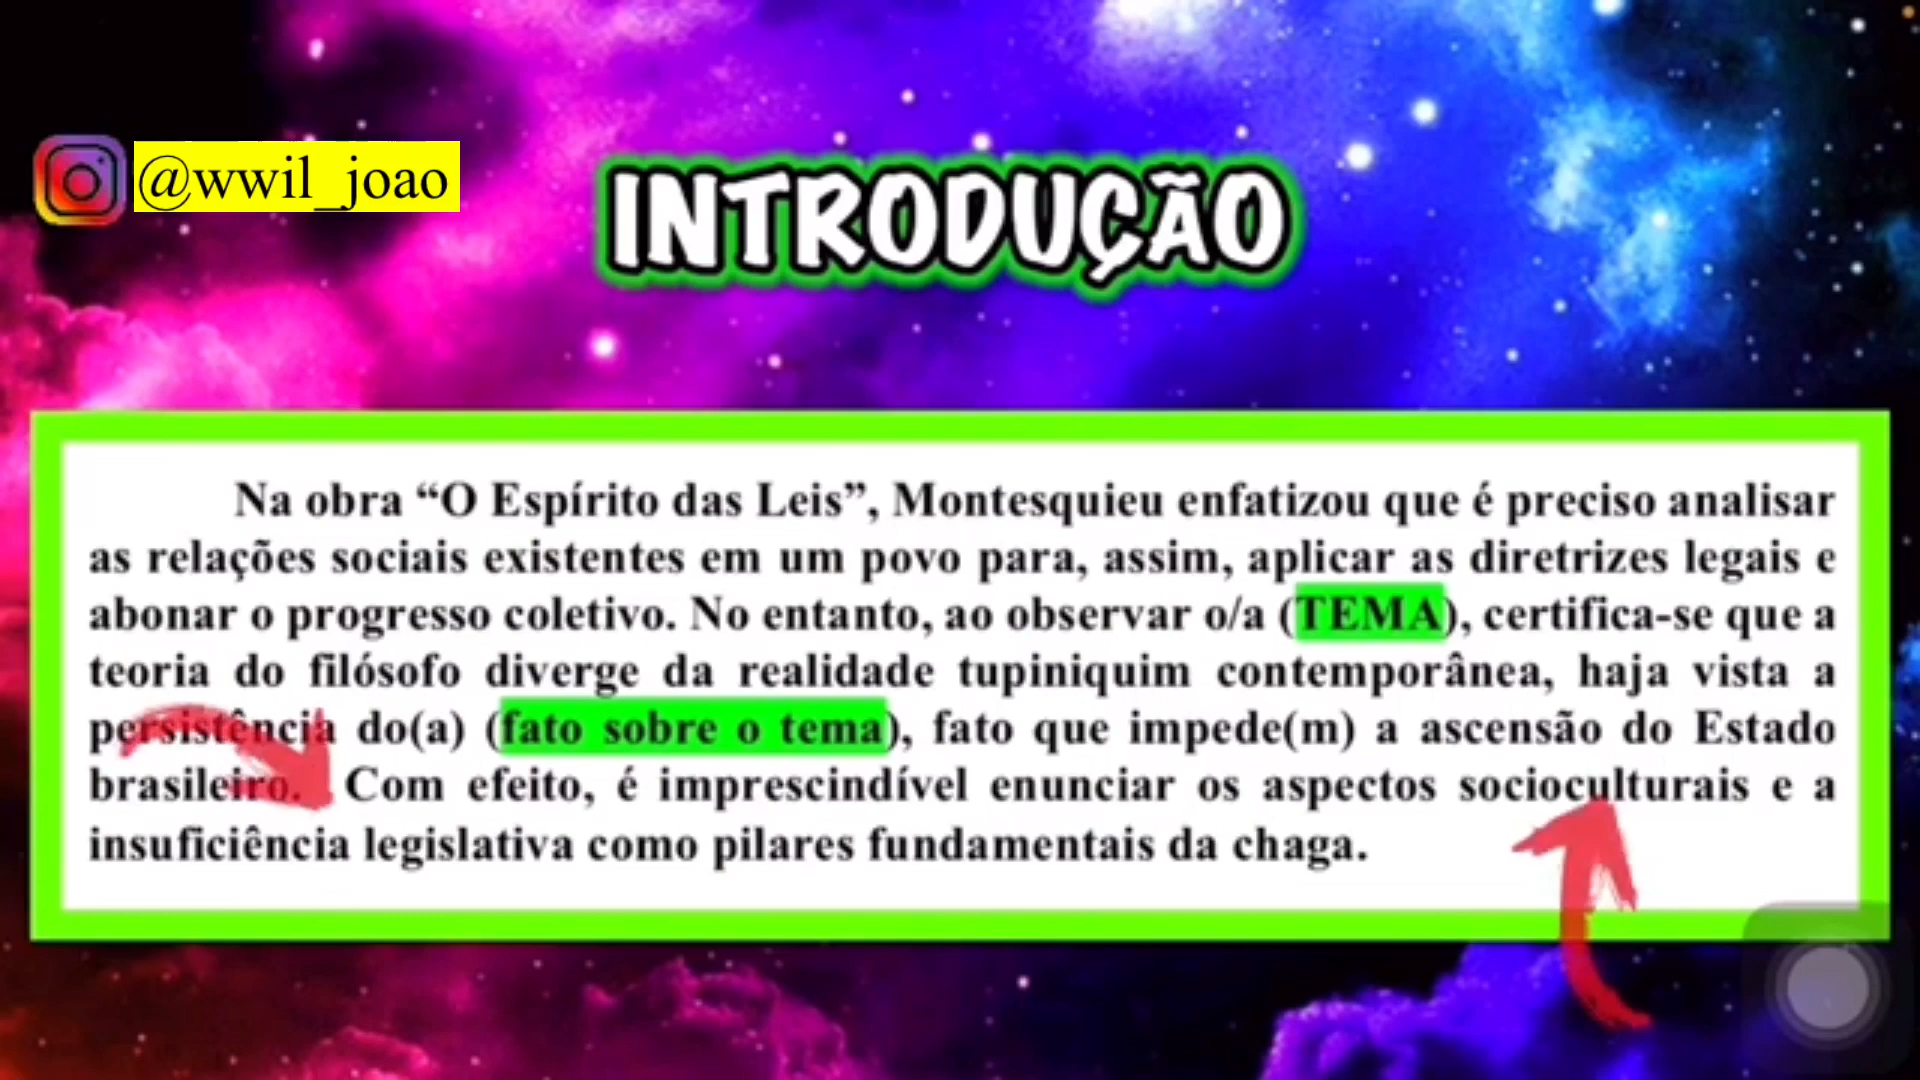 @wwil_joao
INTRODUÇÃO
Na obra “O Espírito das Leis”, Montesquieu enfatizou que é preciso analisar
as relações sociais existentes em um povo para, assim, aplicar as diretrizes legais e
abonar o progresso coletivo. No entanto, ao observar o/a (TEMA), certifica-se que a
teoria do filósofo diverge da realidade tupiniquim contemporânea, haja vista a
persistência do(a) (fato sobre o tema), fato que impede(m) a ascensão do Estado
brasileiro. Com efeito, é imprescindível enunciar os aspectos socioculturais e a
insuficiência legislativa como pilares fundamentais da chaga.